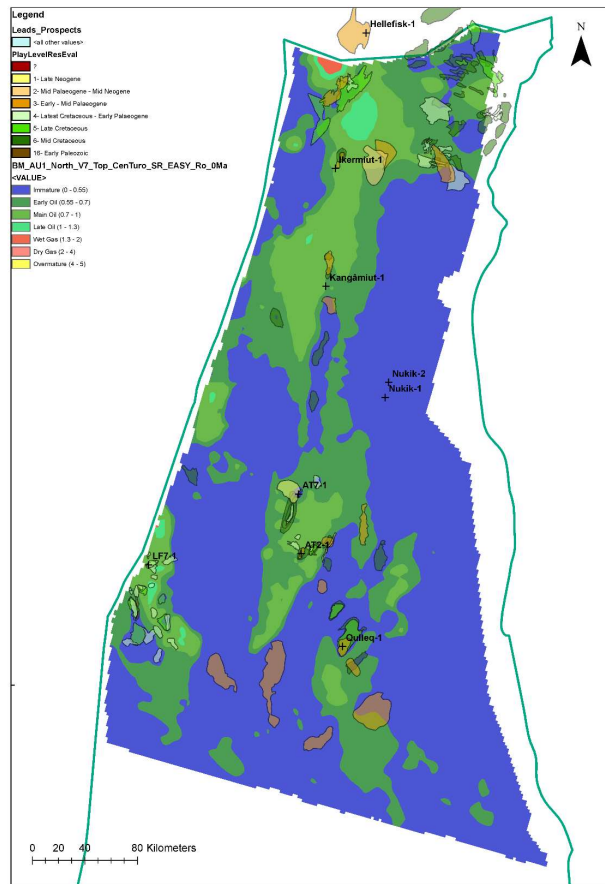 Legend
Leads_Prospects
<all other values>
PlayLevelResEval
?
1- Late Neogene
2- Mid Palaeogene - Mid Neogene
3- Early - Mid Palaeogene
4- Latest Cretaceous - Early Palaeogene
5- Late Cretaceous
6- Mid Cretaceous
16- Early Paleozoic
BM_AU1_North_V7_Top_CenTuro_SR_EASY_Ro_0Ma
<VALUE>
Immature (0 - 0.55)
Early Oil (0.55 - 0.7)
Main Oil (0.7 - 1)
Late Oil (1 - 1.3)
Wet Gas (1.3 - 2)
Dry Gas (2 - 4)
Overmature (4 - 5)
Hellefisk-1
N
Ikermiut-1
Kangâmiut-1
Nukik-2
Nukik-1
AT7-1
AT2-1
LF7-1
Qulleq-1
0 20 40 80 Kilometers